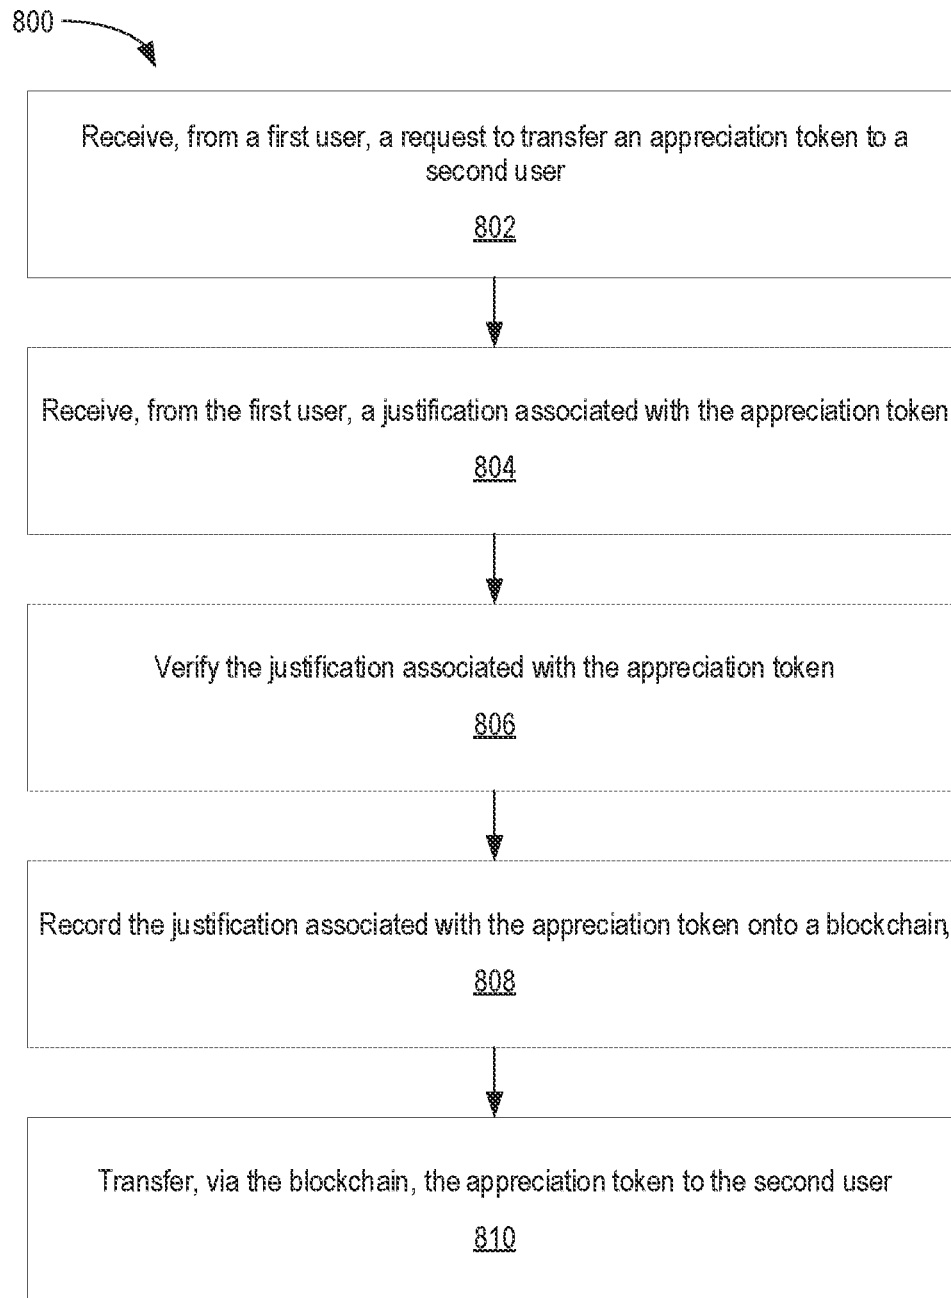 800
Receive, from a first user, a request to transfer an appreciation token to a
second user
802
Receive, from the first user, a justification associated with the appreciation token
804
Verify the justification associated with the appreciation token
806
Record the justification associated with the appreciation token onto a blockchain,
808
Transfer, via the blockchain, the appreciation token to the second user
810